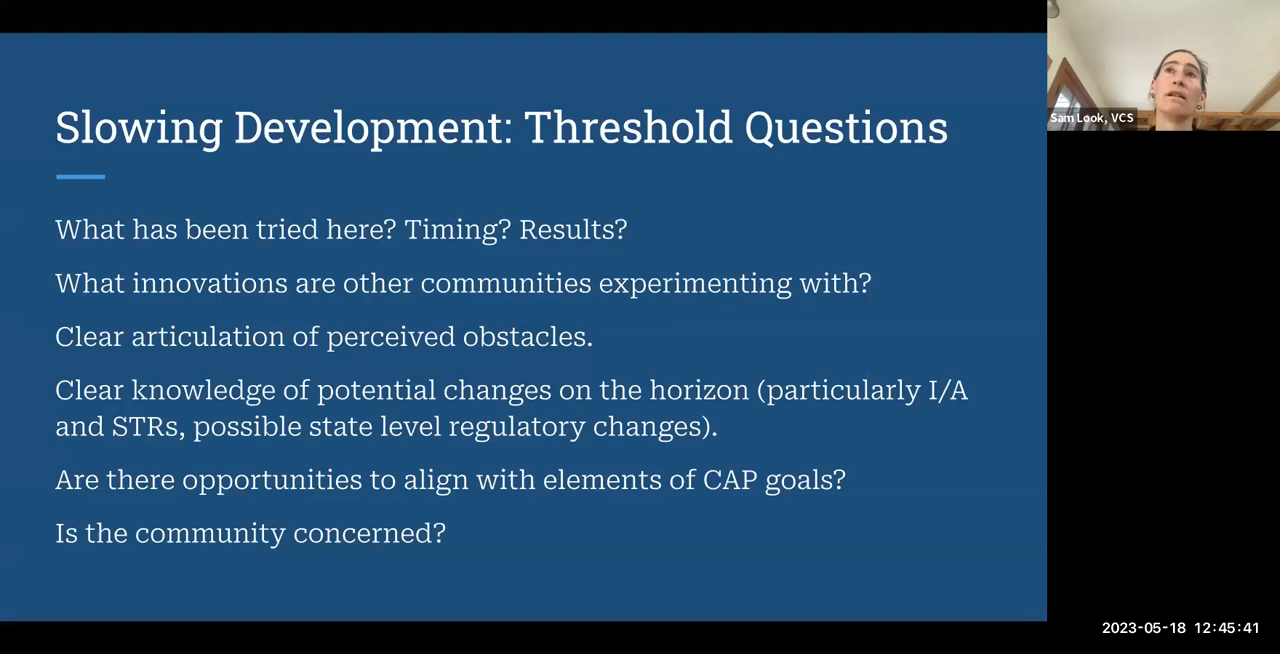 Slowing Development: Threshold Questions
What has been tried here? Timing? Results?
What innovations are other communities experimenting with?
Clear articulation of perceived obstacles.
Clear knowledge of potential changes on the horizon (particularly I/A
and STRs, possible state level regulatory changes).
Are there opportunities to align with elements of CAP goals?
Is the community concerned?
Sam Look, VCS
2023-05-18 12:45:41